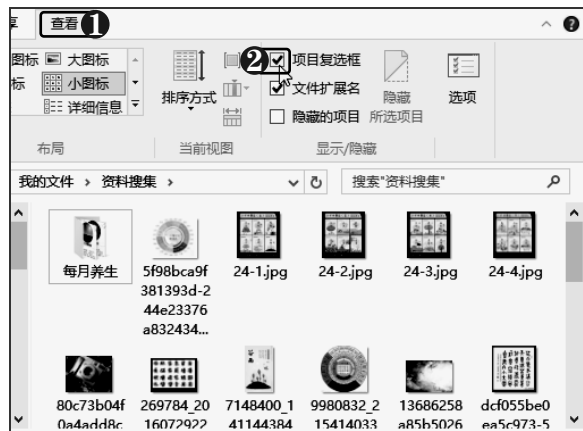 享 查看 1
图标 大图标
标 小图标
详细信息
排序方式
2 项目复选框
文件扩展名
隐藏的项目
隐藏
所选项目
选项
布局 当前视图 显示/隐藏
我的文件 › 资料搜集 › 搜索"资料搜集"
每月养生
5f98bca9f
381393d-2
44e23376
a832434...
24-1.jpg
24-2.jpg
24-3.jpg
24-4.jpg
80c73b04f
0a4add8c
269784_20
16072922
7148400_1
41144384
9980832_2
15414033
13686258
a85b5026
dcf055be0
ea5c973-5